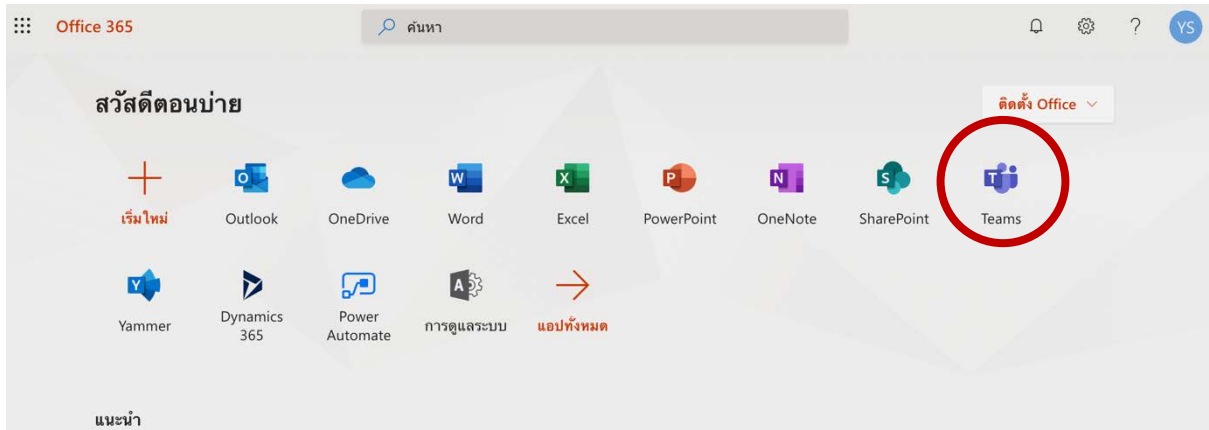 Office 365
ค้นหา
YS
สวัสดีตอนบ่าย
ติดตั้ง Office
เริ่มใหม่
Outlook
OneDrive
Word
Excel
PowerPoint
OneNote
SharePoint
Teams
Yammer
Dynamics
365
Power
Automate
การดูแลระบบ
แอปทั้งหมด
แนะนำ